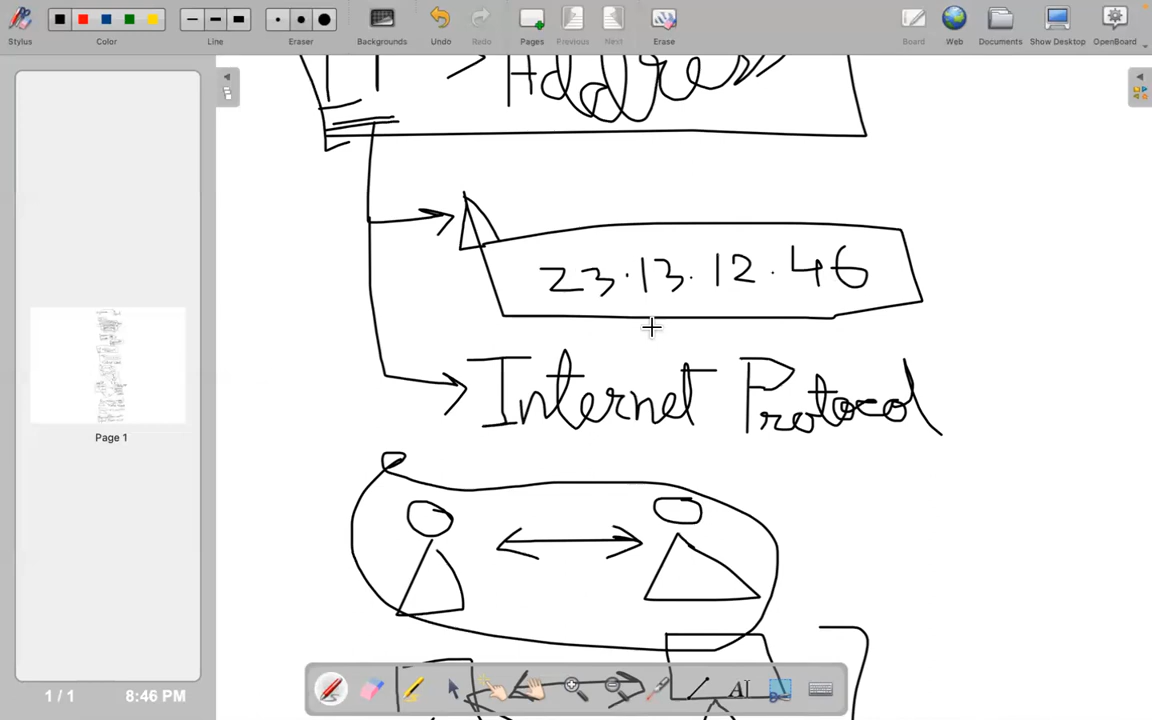 Stylus
Color
Line
Eraser
Backgrounds
Undo
Redo
Pages
Previous
Next
Erase
Board
Web
Documents
Show Desktop
OpenBoard
Address
23.13.12.46
Internet Protocol
Page 1
1 / 1 8:46 PM